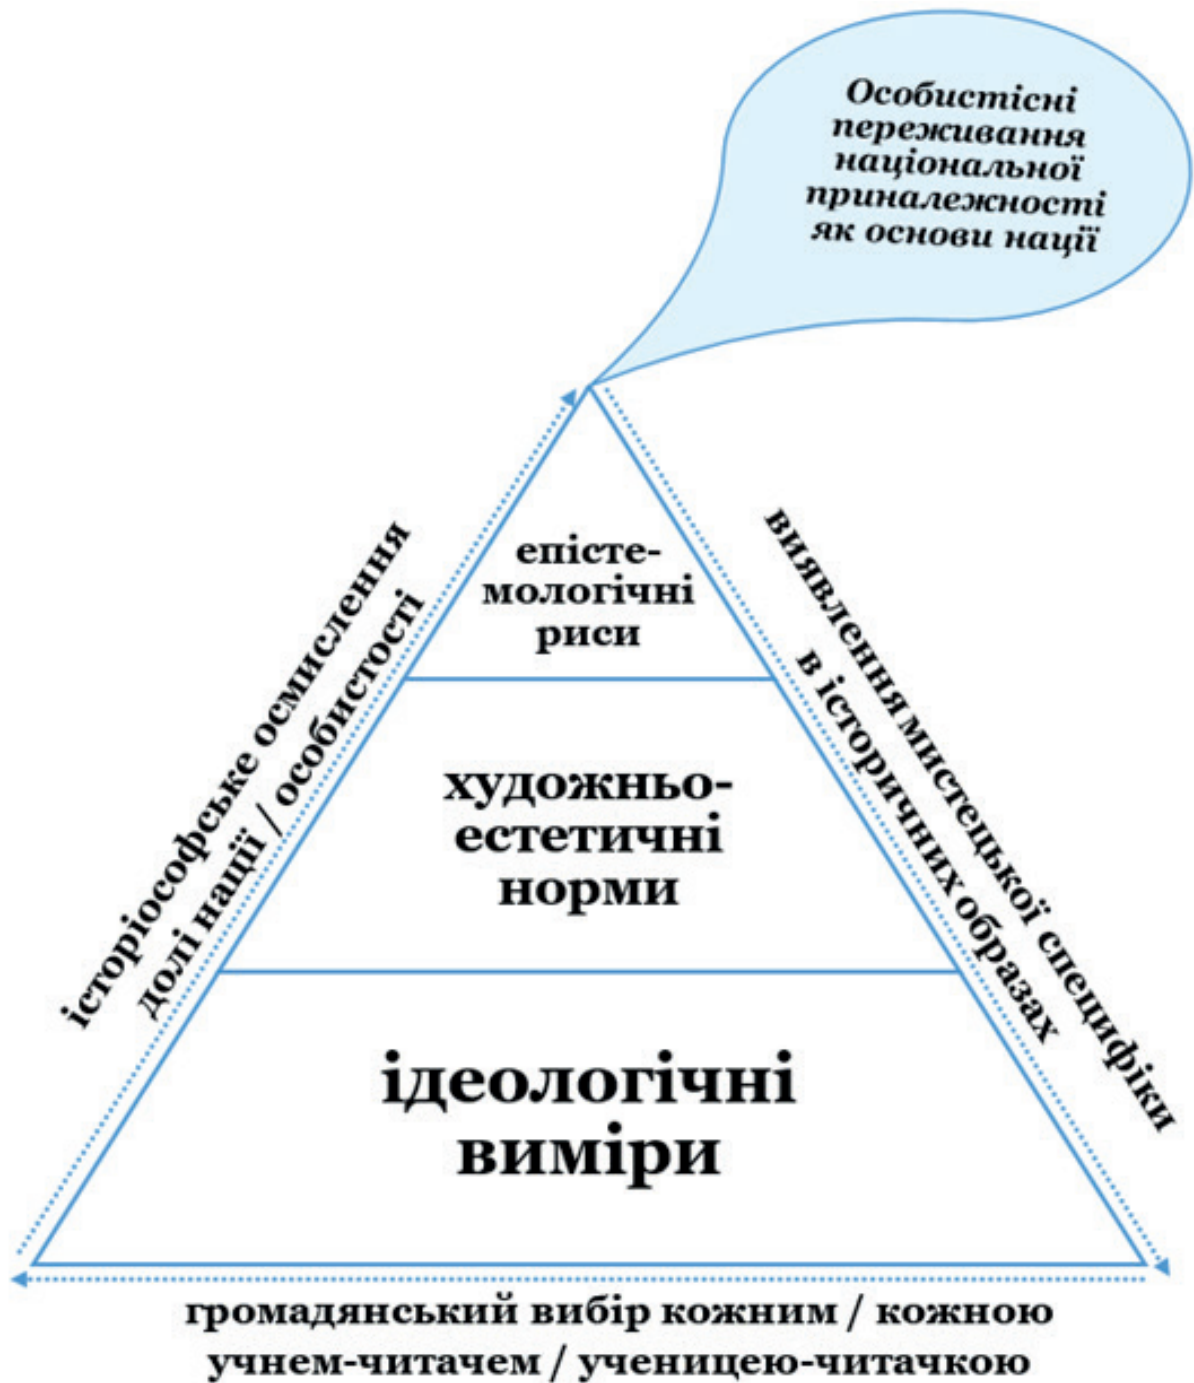 Особистісні
переживання
національної
приналежності
як основи нації
історіософське осмислення
долі нації / особистості
епісте-
мологічні
риси
художньо-
естетичні
норми
ідеологічні
виміри
виявлення мистецької специфіки
в історичних образах
громадянський вибір кожним / кожною
учнем-читачем / ученицею-читачкою